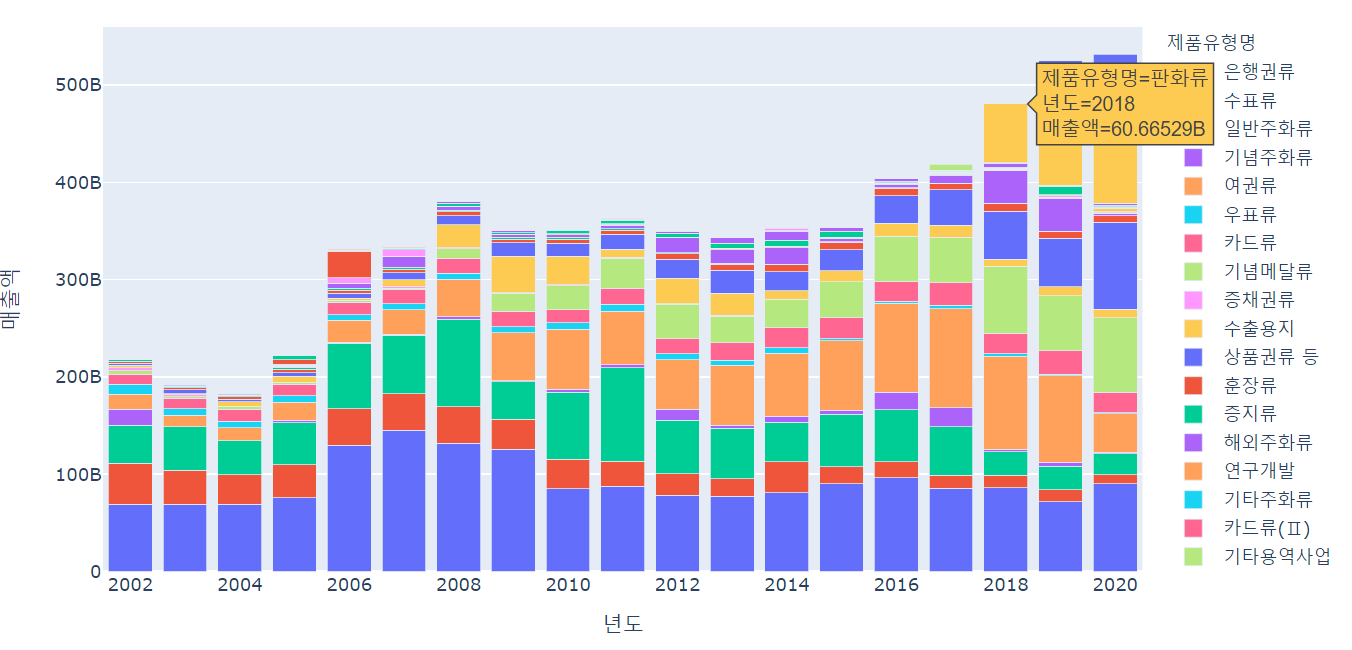 제품유형명
500B
400B
300B
200B
100B
0
매출액
2002
2004
2006
2008
2010
2012
2014
2016
2018
2020
년도
제품유형명=판화류
년도=2018
매출액=60.66529B
은행권류
수표류
일반주화류
기념주화류
여권류
우표류
카드류
기념메달류
증채권류
수출용지
상품권류 등
훈장류
증지류
해외주화류
연구개발
기타주화류
카드류(Ⅱ)
기타용역사업